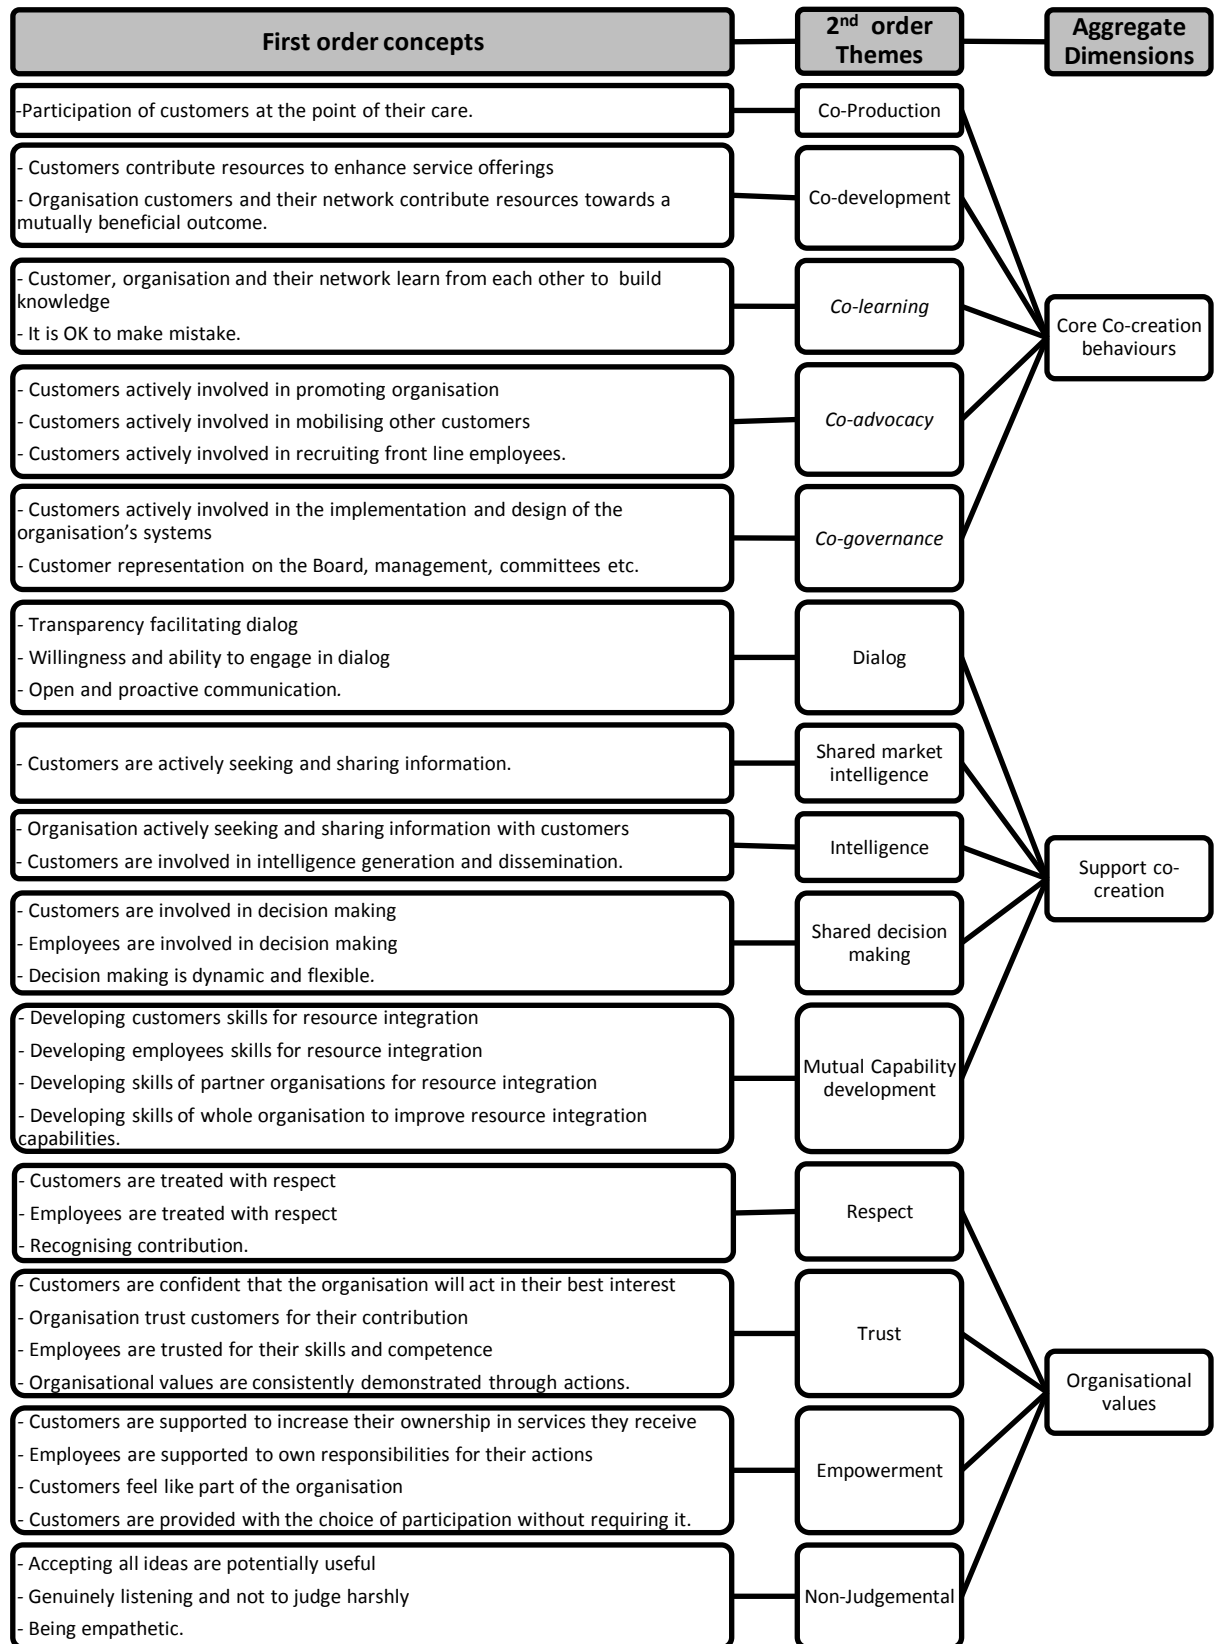 First order concepts
2nd order
Themes
Aggregate
Dimensions
-Participation of customers at the point of their care.
Co-Production
- Customers contribute resources to enhance service offerings
- Organisation customers and their network contribute resources towards a
mutually beneficial outcome.
Co-development
- Customer, organisation and their network learn from each other to build
knowledge
- It is OK to make mistake.
Co-learning
Core Co-creation
behaviours
- Customers actively involved in promoting organisation
- Customers actively involved in mobilising other customers
- Customers actively involved in recruiting front line employees.
Co-advocacy
- Customers actively involved in the implementation and design of the
organisation's systems
- Customer representation on the Board, management, committees etc.
Co-governance
- Transparency facilitating dialog
- Willingness and ability to engage in dialog
- Open and proactive communication.
Dialog
- Customers are actively seeking and sharing information.
Shared market
intelligence
- Organisation actively seeking and sharing information with customers
- Customers are involved in intelligence generation and dissemination.
Intelligence
Support co-
creation
- Customers are involved in decision making
- Employees are involved in decision making
- Decision making is dynamic and flexible.
Shared decision
making
- Developing customers skills for resource integration
- Developing employees skills for resource integration
- Developing skills of partner organisations for resource integration
- Developing skills of whole organisation to improve resource integration
capabilities.
Mutual Capability
development
- Customers are treated with respect
- Employees are treated with respect
- Recognising contribution.
Respect
- Customers are confident that the organisation will act in their best interest
- Organisation trust customers for their contribution
- Employees are trusted for their skills and competence
- Organisational values are consistently demonstrated through actions.
Trust
Organisational
values
- Customers are supported to increase their ownership in services they receive
- Employees are supported to own responsibilities for their actions
- Customers feel like part of the organisation
- Customers are provided with the choice of participation without requiring it.
Empowerment
- Accepting all ideas are potentially useful
- Genuinely listening and not to judge harshly
- Being empathetic.
Non-Judgemental